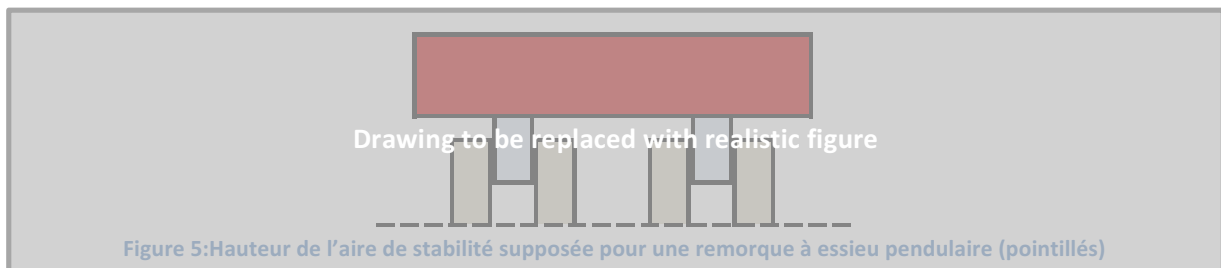 Drawing to be replaced with realistic figure
Figure 5:Hauteur de l’aire de stabilité supposée pour une remorque à essieu pendulaire (pointillés)